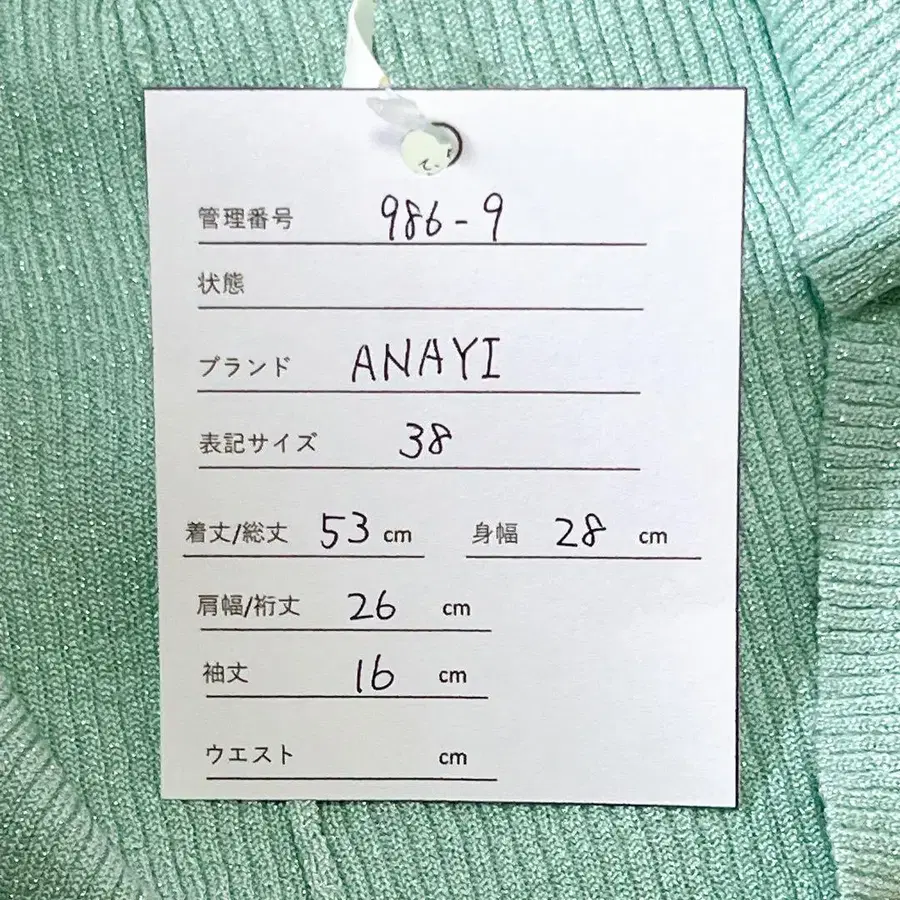 管理番号 986-9
状態
ブランド ANAYI
表記サイズ 38
着丈/総丈 53 cm 身幅 28 cm
肩幅/裄丈 26 cm
袖丈 16 cm
ウエスト cm